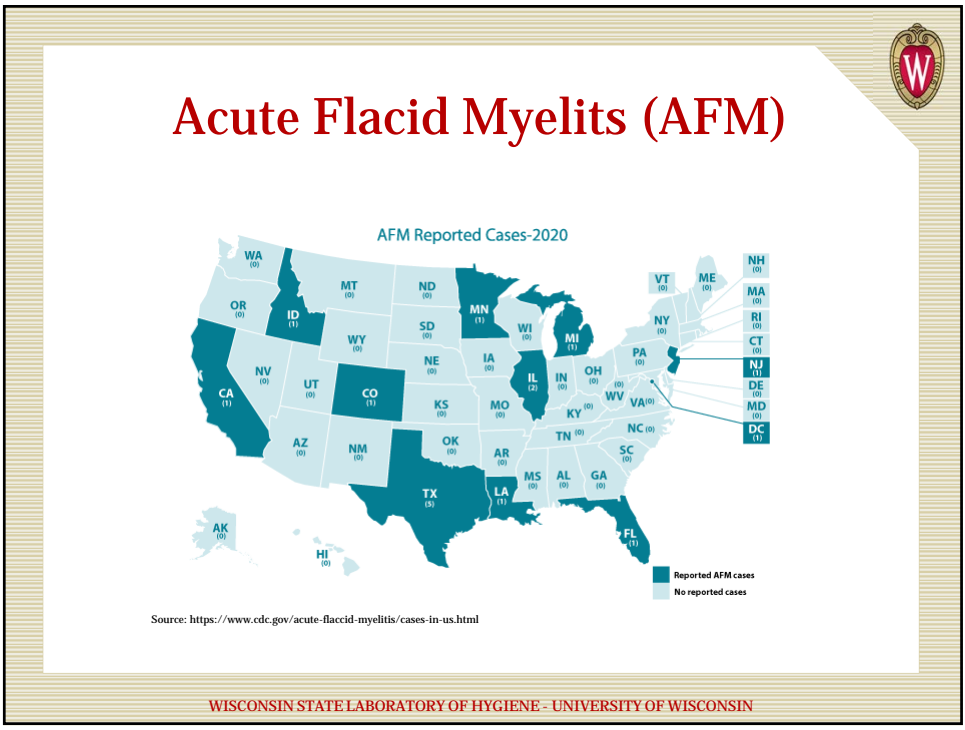 W
Acute Flacid Myelits (AFM)
AFM Reported Cases-2020
WA
(0)
OR
(0)
CA
(1)
ID
(1)
NV
(0)
MT
(0)
WY
(0)
UT
(0)
AZ
(0)
CO
(1)
NM
(0)
ND
(0)
SD
(0)
NE
(0)
KS
(0)
OK
(0)
TX
(5)
MN
(1)
IA
(0)
MO
(0)
AR
(0)
LA
(1)
WI
(0)
IL
(2)
MI
(1)
IN
(0)
OH
(0)
KY (0)
TN (0)
MS
(0)
AL
(0)
GA
(0)
FL
(1)
SC
(0)
NC (0)
VA(0)
(0)
WV
PA
(0)
NY
(0)
VT
(0)
ME
(0)
NH
(0)
MA
(0)
RI
(0)
CT
(0)
NJ
(1)
DE
(0)
MD
(0)
DC
(1)
AK
(0)
HI
(0)
Reported AFM cases
No reported cases
Source: https://www.cdc.gov/acute-flaccid-myelitis/cases-in-us.html
WISCONSIN STATE LABORATORY OF HYGIENE - UNIVERSITY OF WISCONSIN